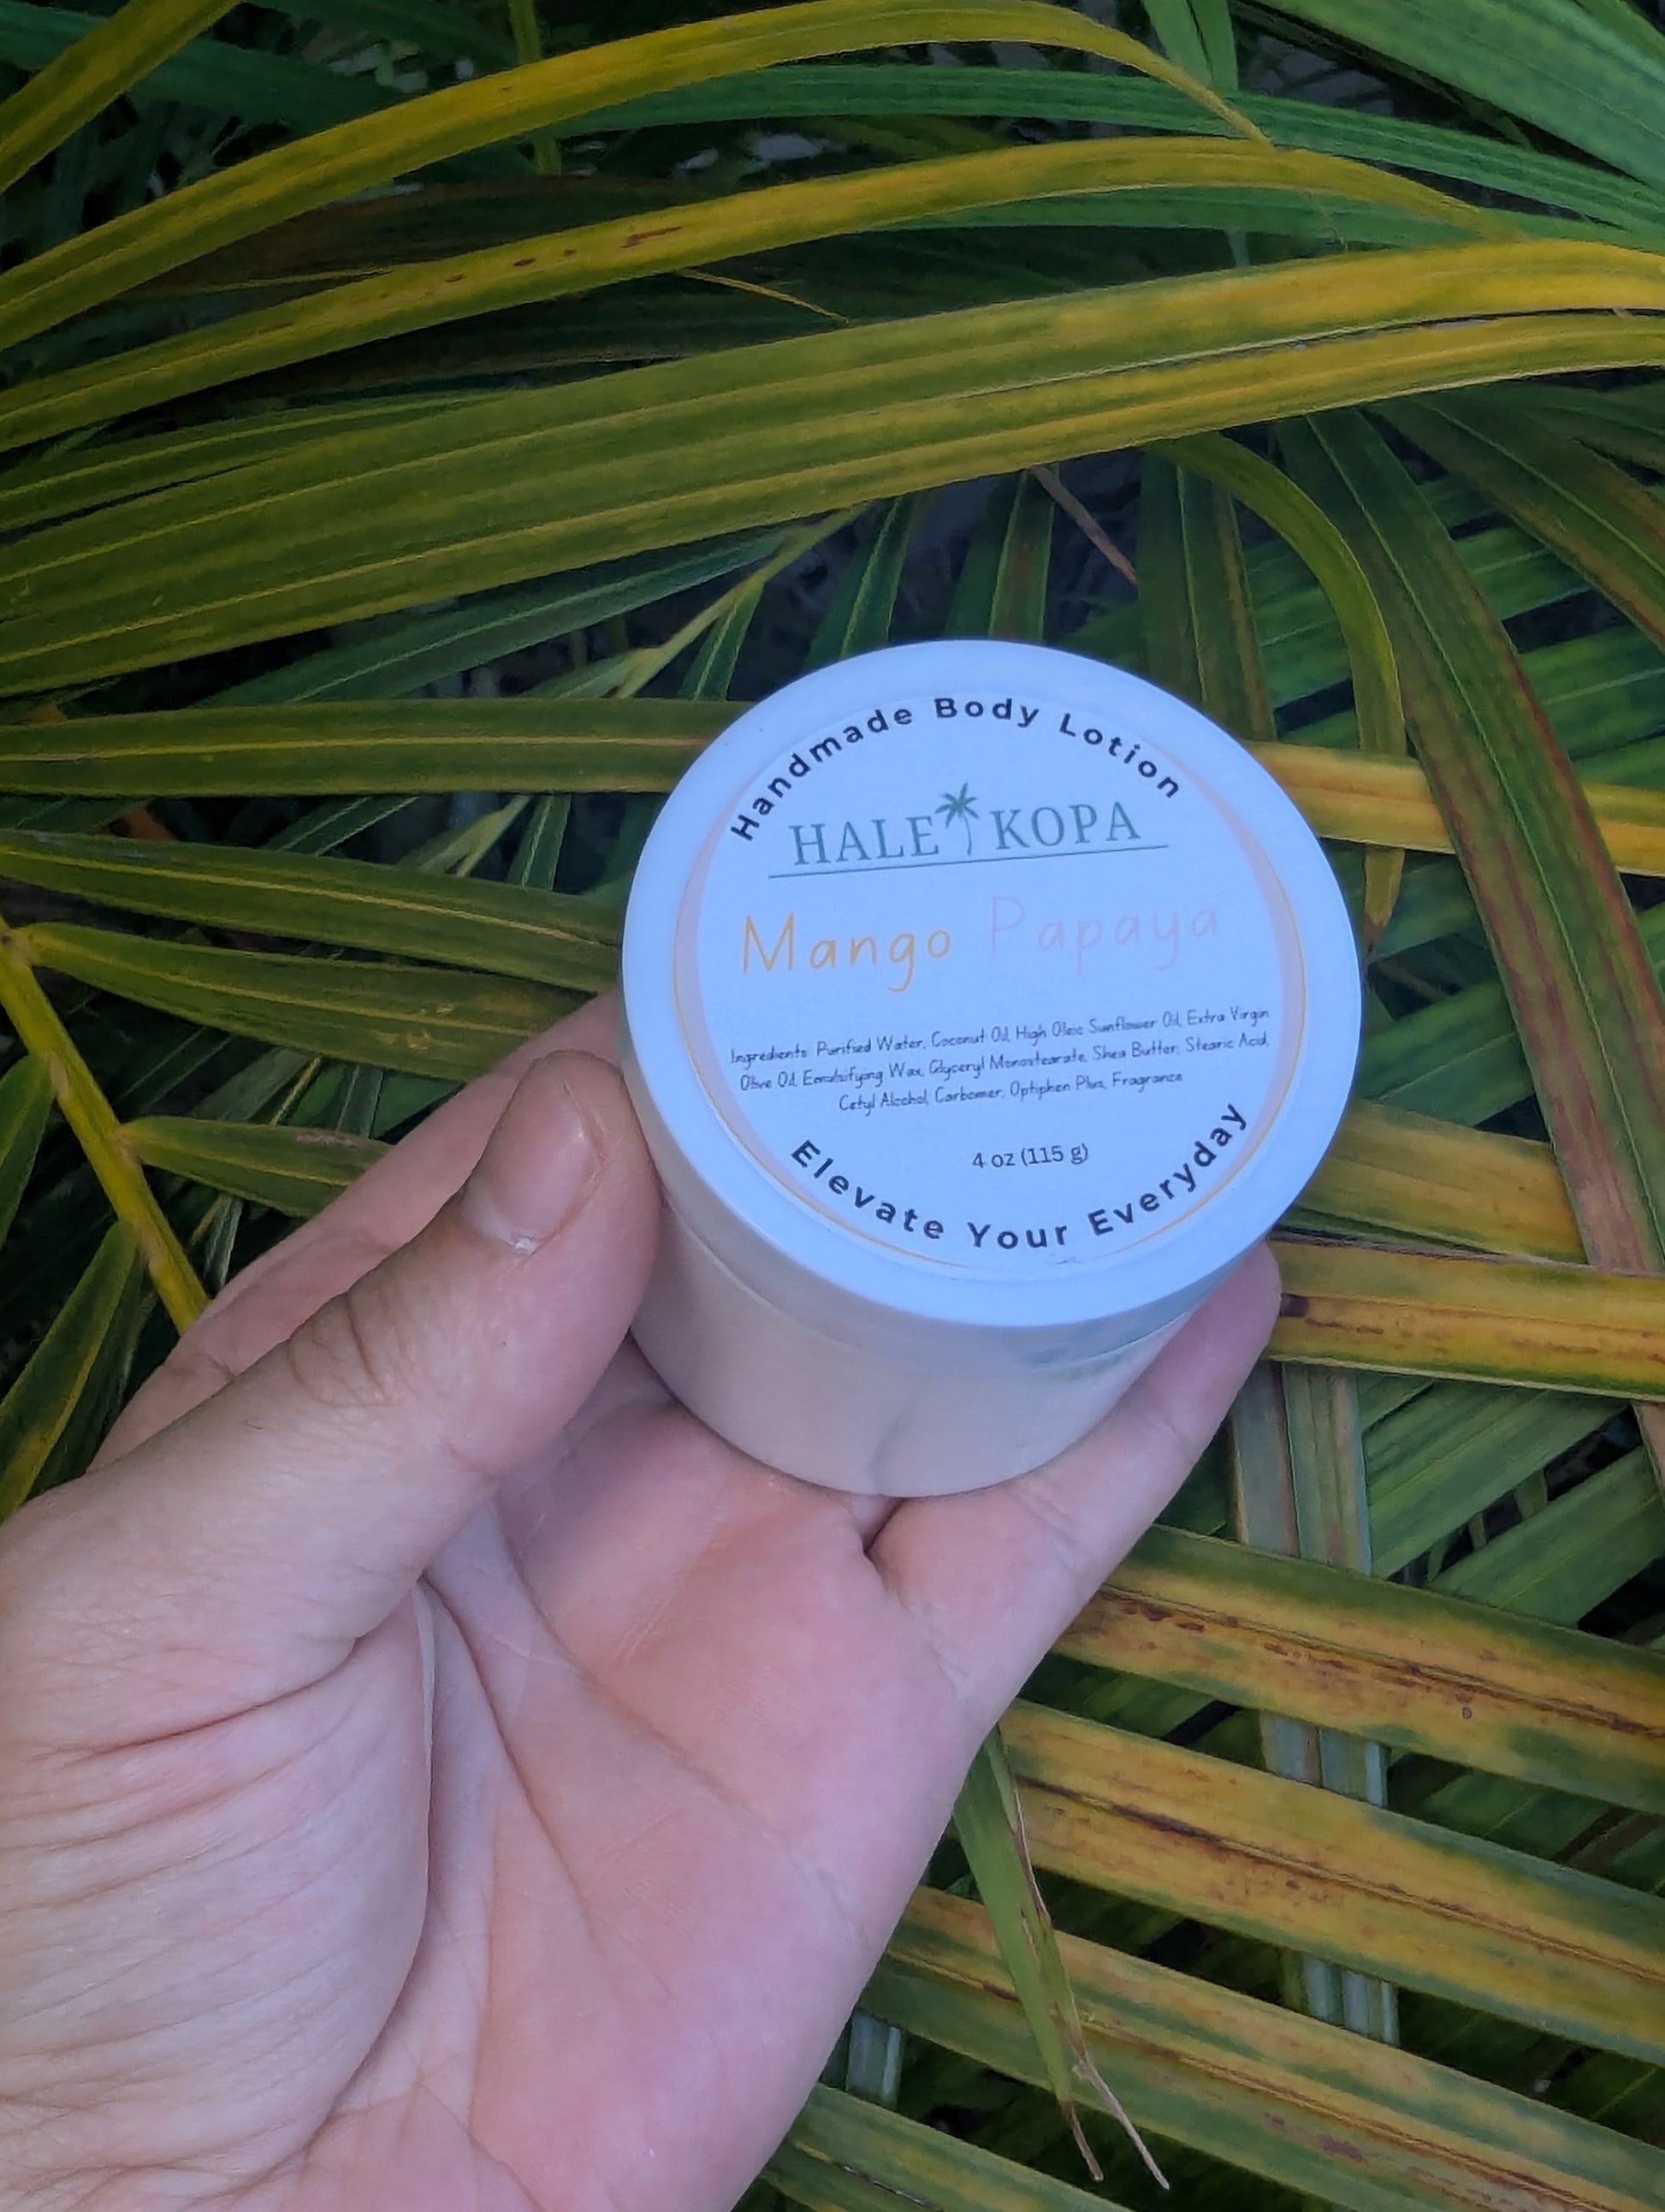 Handmade Body Lotion
HALE KOPA
Mango Papaya
Ingredients: Purified Water, Coconut Oil, High Oleic Sunflower Oil, Extra Virgin
Olive Oil, Emulsifying Wax, Glyceryl Monostearate, Shea Butter, Stearic Acid,
Cetyl Alcohol, Carbomer, Optiphen Plus, Fragrance
4 oz (115 g)
Elevate Your Everyday